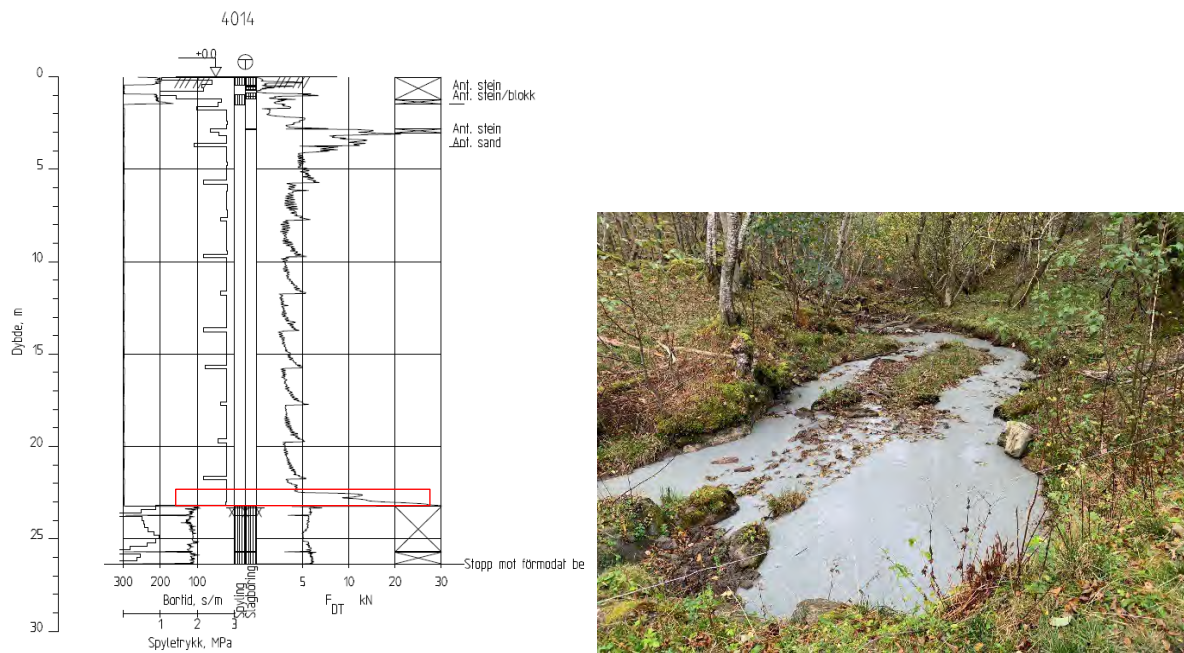 4014
+0.0
T
0
Ant. stein
Ant. stein/blokk
Ant. stein
Ant. sand
5
10
15
20
25
30
Dybde, m
Stopp mot förmodat be
300 200 100 5 10 20 30
Bortid, s/m
Spyling
Slagboring
F DT kN
1 2 3
Spyletrykk, MPa